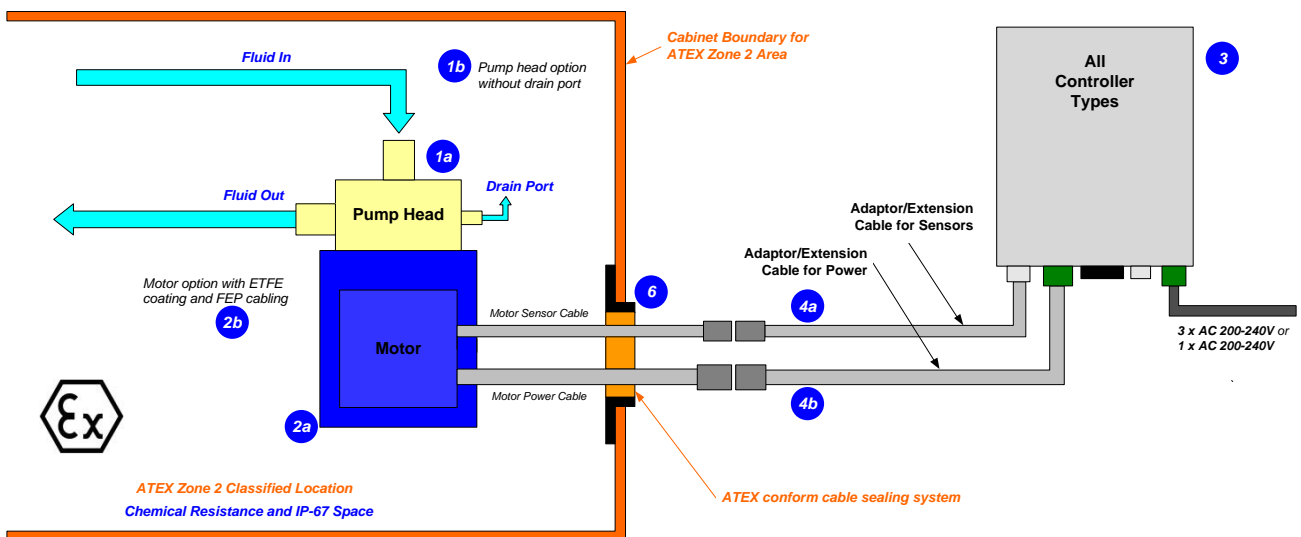 Cabinet Boundary for
ATEX Zone 2 Area
Fluid In
1b
Pump head option
without drain port
All
Controller
Types
3
1a
Drain Port
Fluid Out
Pump Head
Adaptor/Extension
Cable for Sensors
Adaptor/Extension
Cable for Power
Motor option with ETFE
coating and FEP cabling
2b
6
4a
Motor Sensor Cable
3 x AC 200-240V or
1 x AC 200-240V
Motor
Motor Power Cable
4b
2a
Ex
ATEX Zone 2 Classified Location
Chemical Resistance and IP-67 Space
ATEX conform cable sealing system